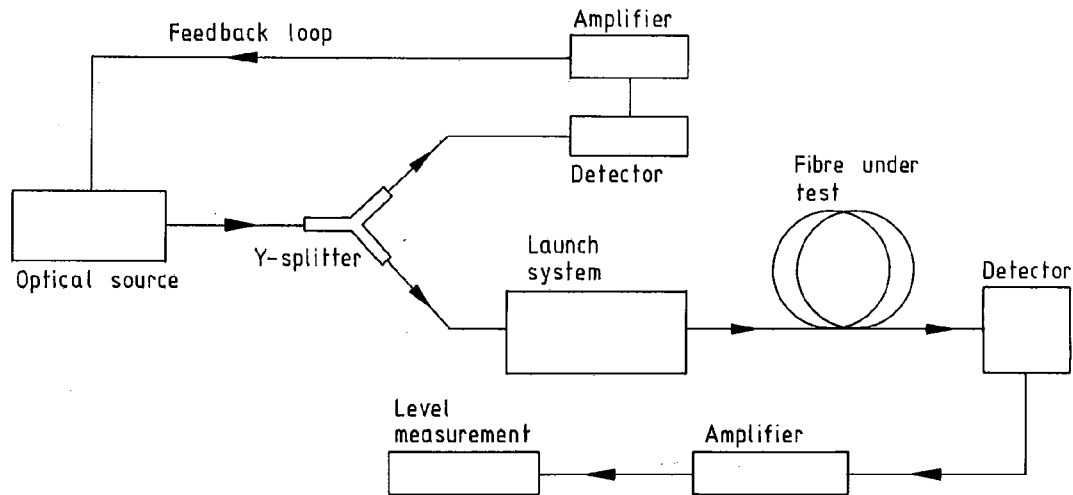 Amplifier
Feedback loop
Detector
Fibre under
test
Y-splitter
Launch
system
Optical source
Detector
Level
measurement
Amplifier